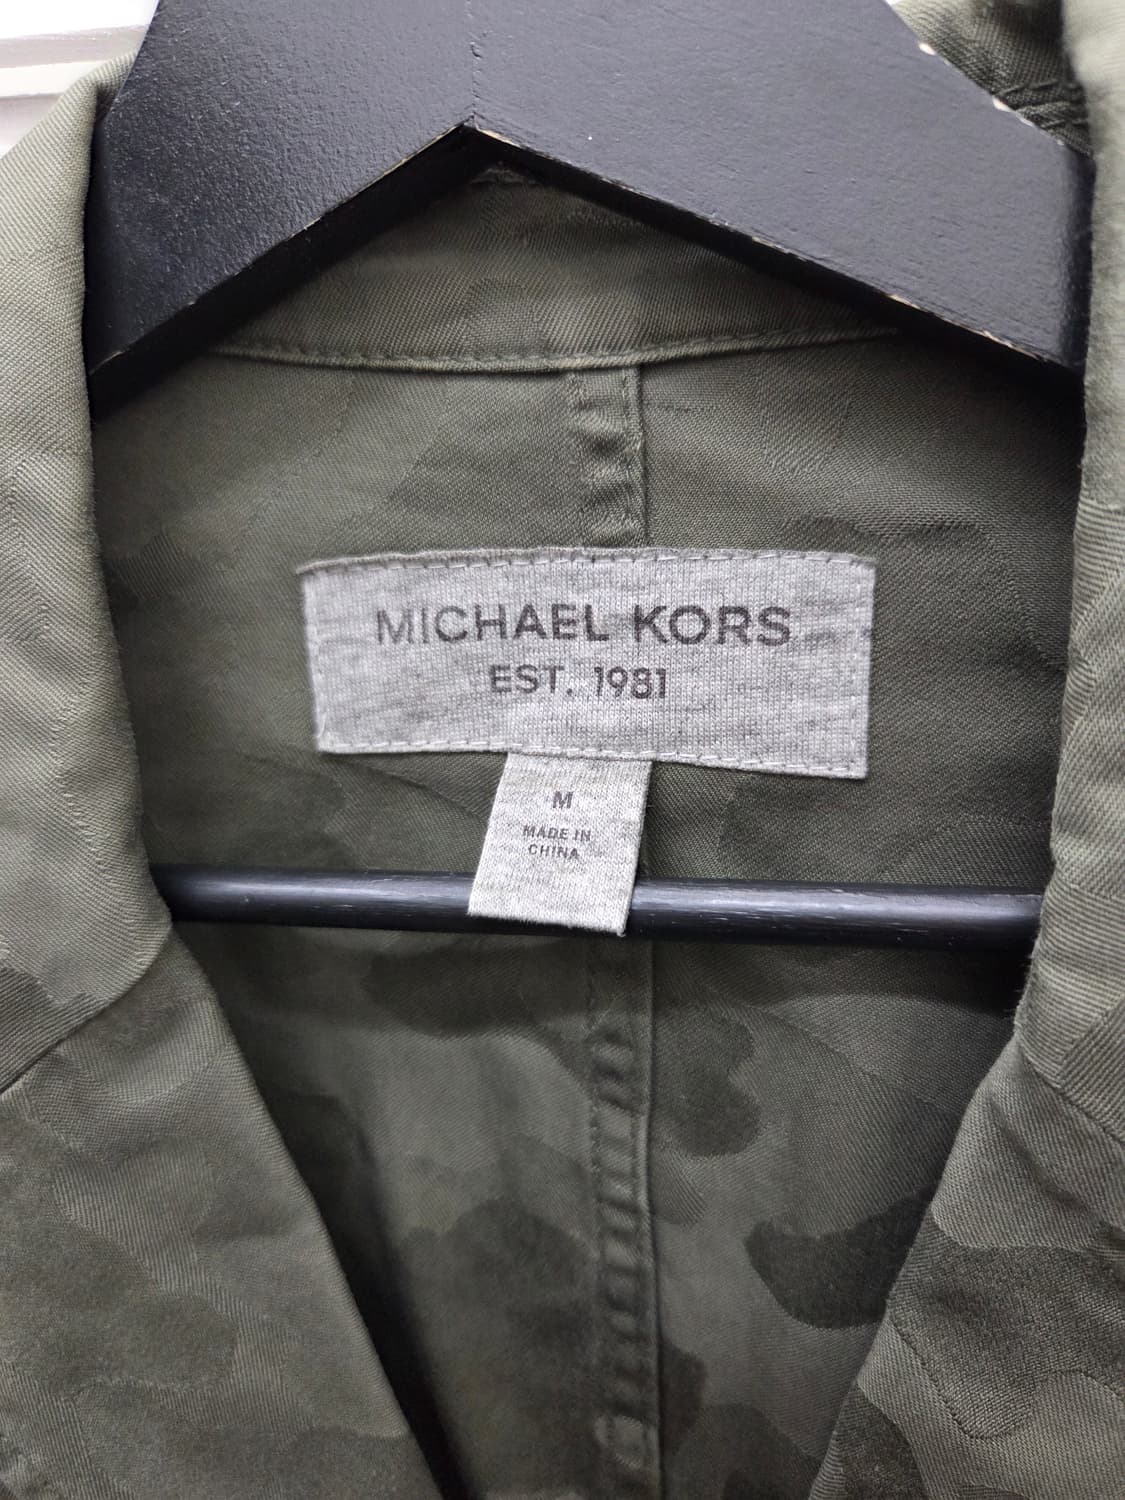 MICHAEL KORS
EST. 1981
M
MADE IN
CHINA